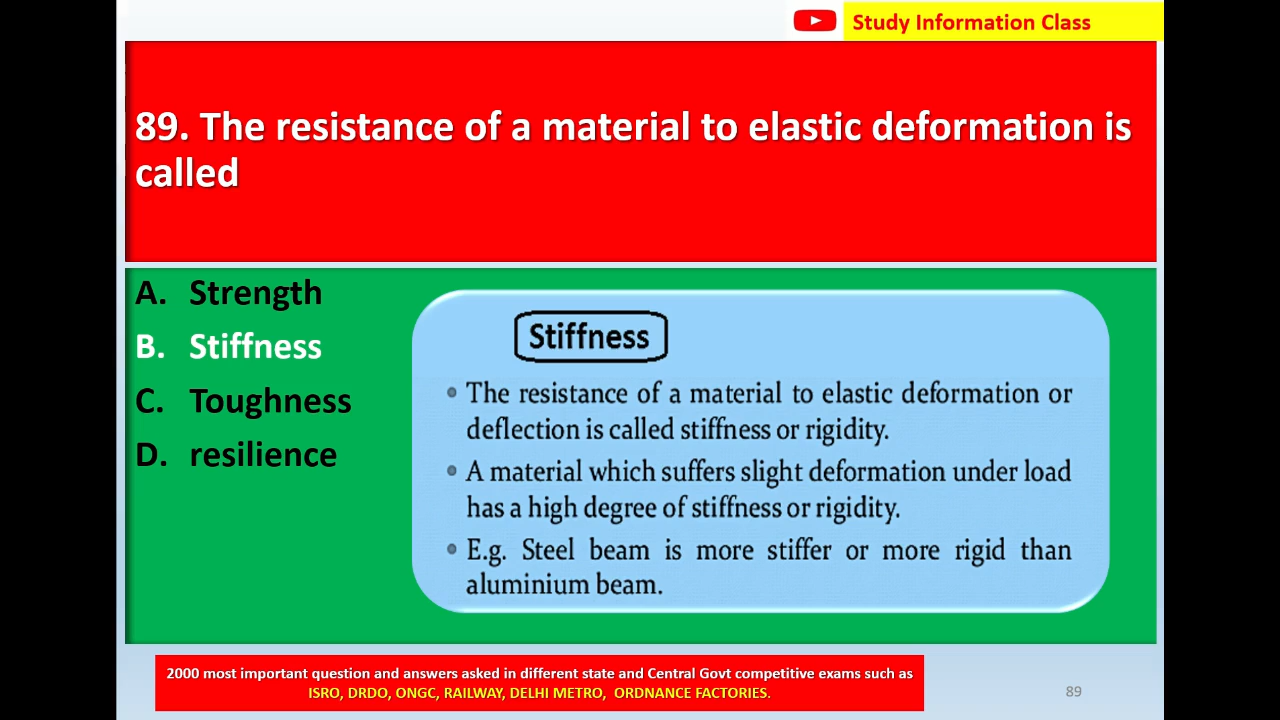 Study Information Class
89. The resistance of a material to elastic deformation is
called
A. Strength
B. Stiffness
C. Toughness
D. resilience
Stiffness
• The resistance of a material to elastic deformation or
deflection is called stiffness or rigidity.
• A material which suffers slight deformation under load
has a high degree of stiffness or rigidity.
• E.g. Steel beam is more stiffer or more rigid than
aluminium beam.
2000 most important question and answers asked in different state and Central Govt competitive exams such as
ISRO, DRDO, ONGC, RAILWAY, DELHI METRO, ORDNANCE FACTORIES.
89